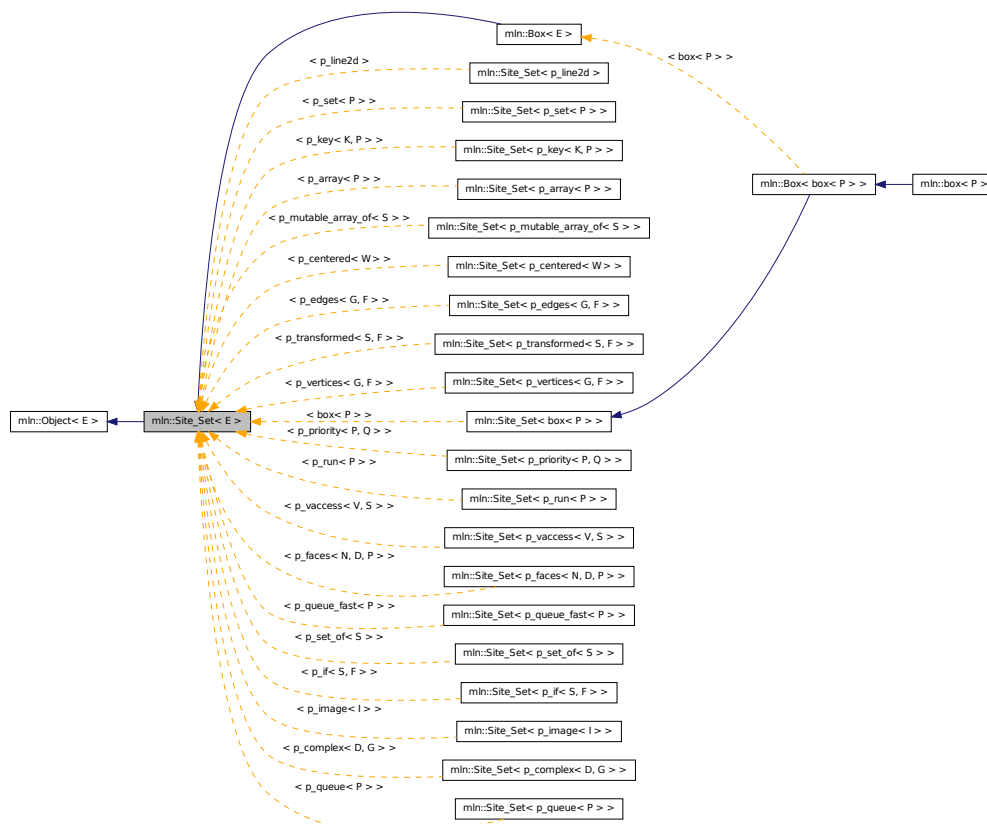 mln::Box< E >
< box< P > >
< p_line2d >
mln::Site_Set< p_line2d >
< p_set< P > >
mln::Site_Set< p_set< P > >
< p_key< K, P > >
mln::Site_Set< p_key< K, P > >
< p_array< P > >
mln::Site_Set< p_array< P > >
mln::Box< box< P > >
mln::box< P >
< p_mutable_array_of< S > >
mln::Site_Set< p_mutable_array_of< S > >
< p_centered< W > >
mln::Site_Set< p_centered< W > >
< p_edges< G, F > >
mln::Site_Set< p_edges< G, F > >
< p_transformed< S, F > >
mln::Site_Set< p_transformed< S, F > >
< p_vertices< G, F > >
mln::Site_Set< p_vertices< G, F > >
mln::Object< E >
mln::Site_Set< E >
< box< P > >
mln::Site_Set< box< P > >
< p_priority< P, Q > >
mln::Site_Set< p_priority< P, Q > >
< p_run< P > >
mln::Site_Set< p_run< P > >
< p_vaccess< V, S > >
mln::Site_Set< p_vaccess< V, S > >
< p_faces< N, D, P > >
mln::Site_Set< p_faces< N, D, P > >
< p_queue_fast< P > >
mln::Site_Set< p_queue_fast< P > >
< p_set_of< S > >
mln::Site_Set< p_set_of< S > >
< p_if< S, F > >
mln::Site_Set< p_if< S, F > >
< p_image< I > >
mln::Site_Set< p_image< I > >
< p_complex< D, G > >
mln::Site_Set< p_complex< D, G > >
< p_queue< P > >
mln::Site_Set< p_queue< P > >